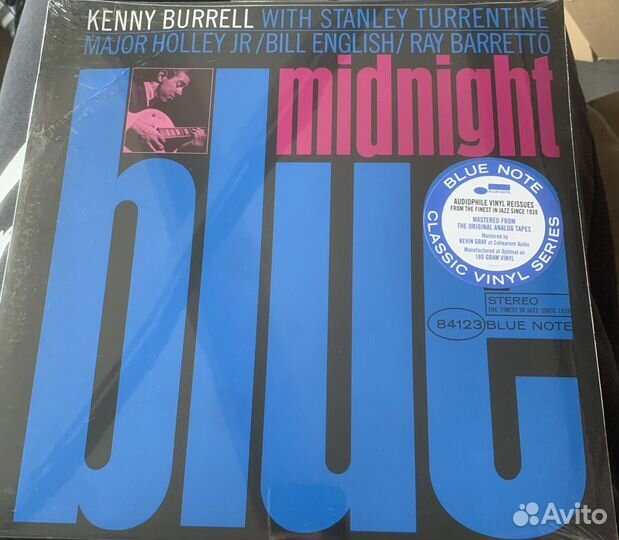 KENNY BURRELL WITH STANLEY TURRENTINE
MAJOR HOLLEY JR/BILL ENGLISH/RAY BARRETTO
midnight
blue
BLUE NOTE
AUDIOPHILE VINYL REISSUES
FROM THE FINEST IN JAZZ SINCE 1939
MASTERED FROM
THE ORIGINAL ANALOG TAPES
Mastered by
KEVIN GRAY at Cohearent Audio
Manufactured at Optimal on
180 GRAM VINYL
CLASSIC VINYL SERIES
STEREO
THE FINEST IN JAZZ SINCE 1939
84123 BLUE NOTE
Avito